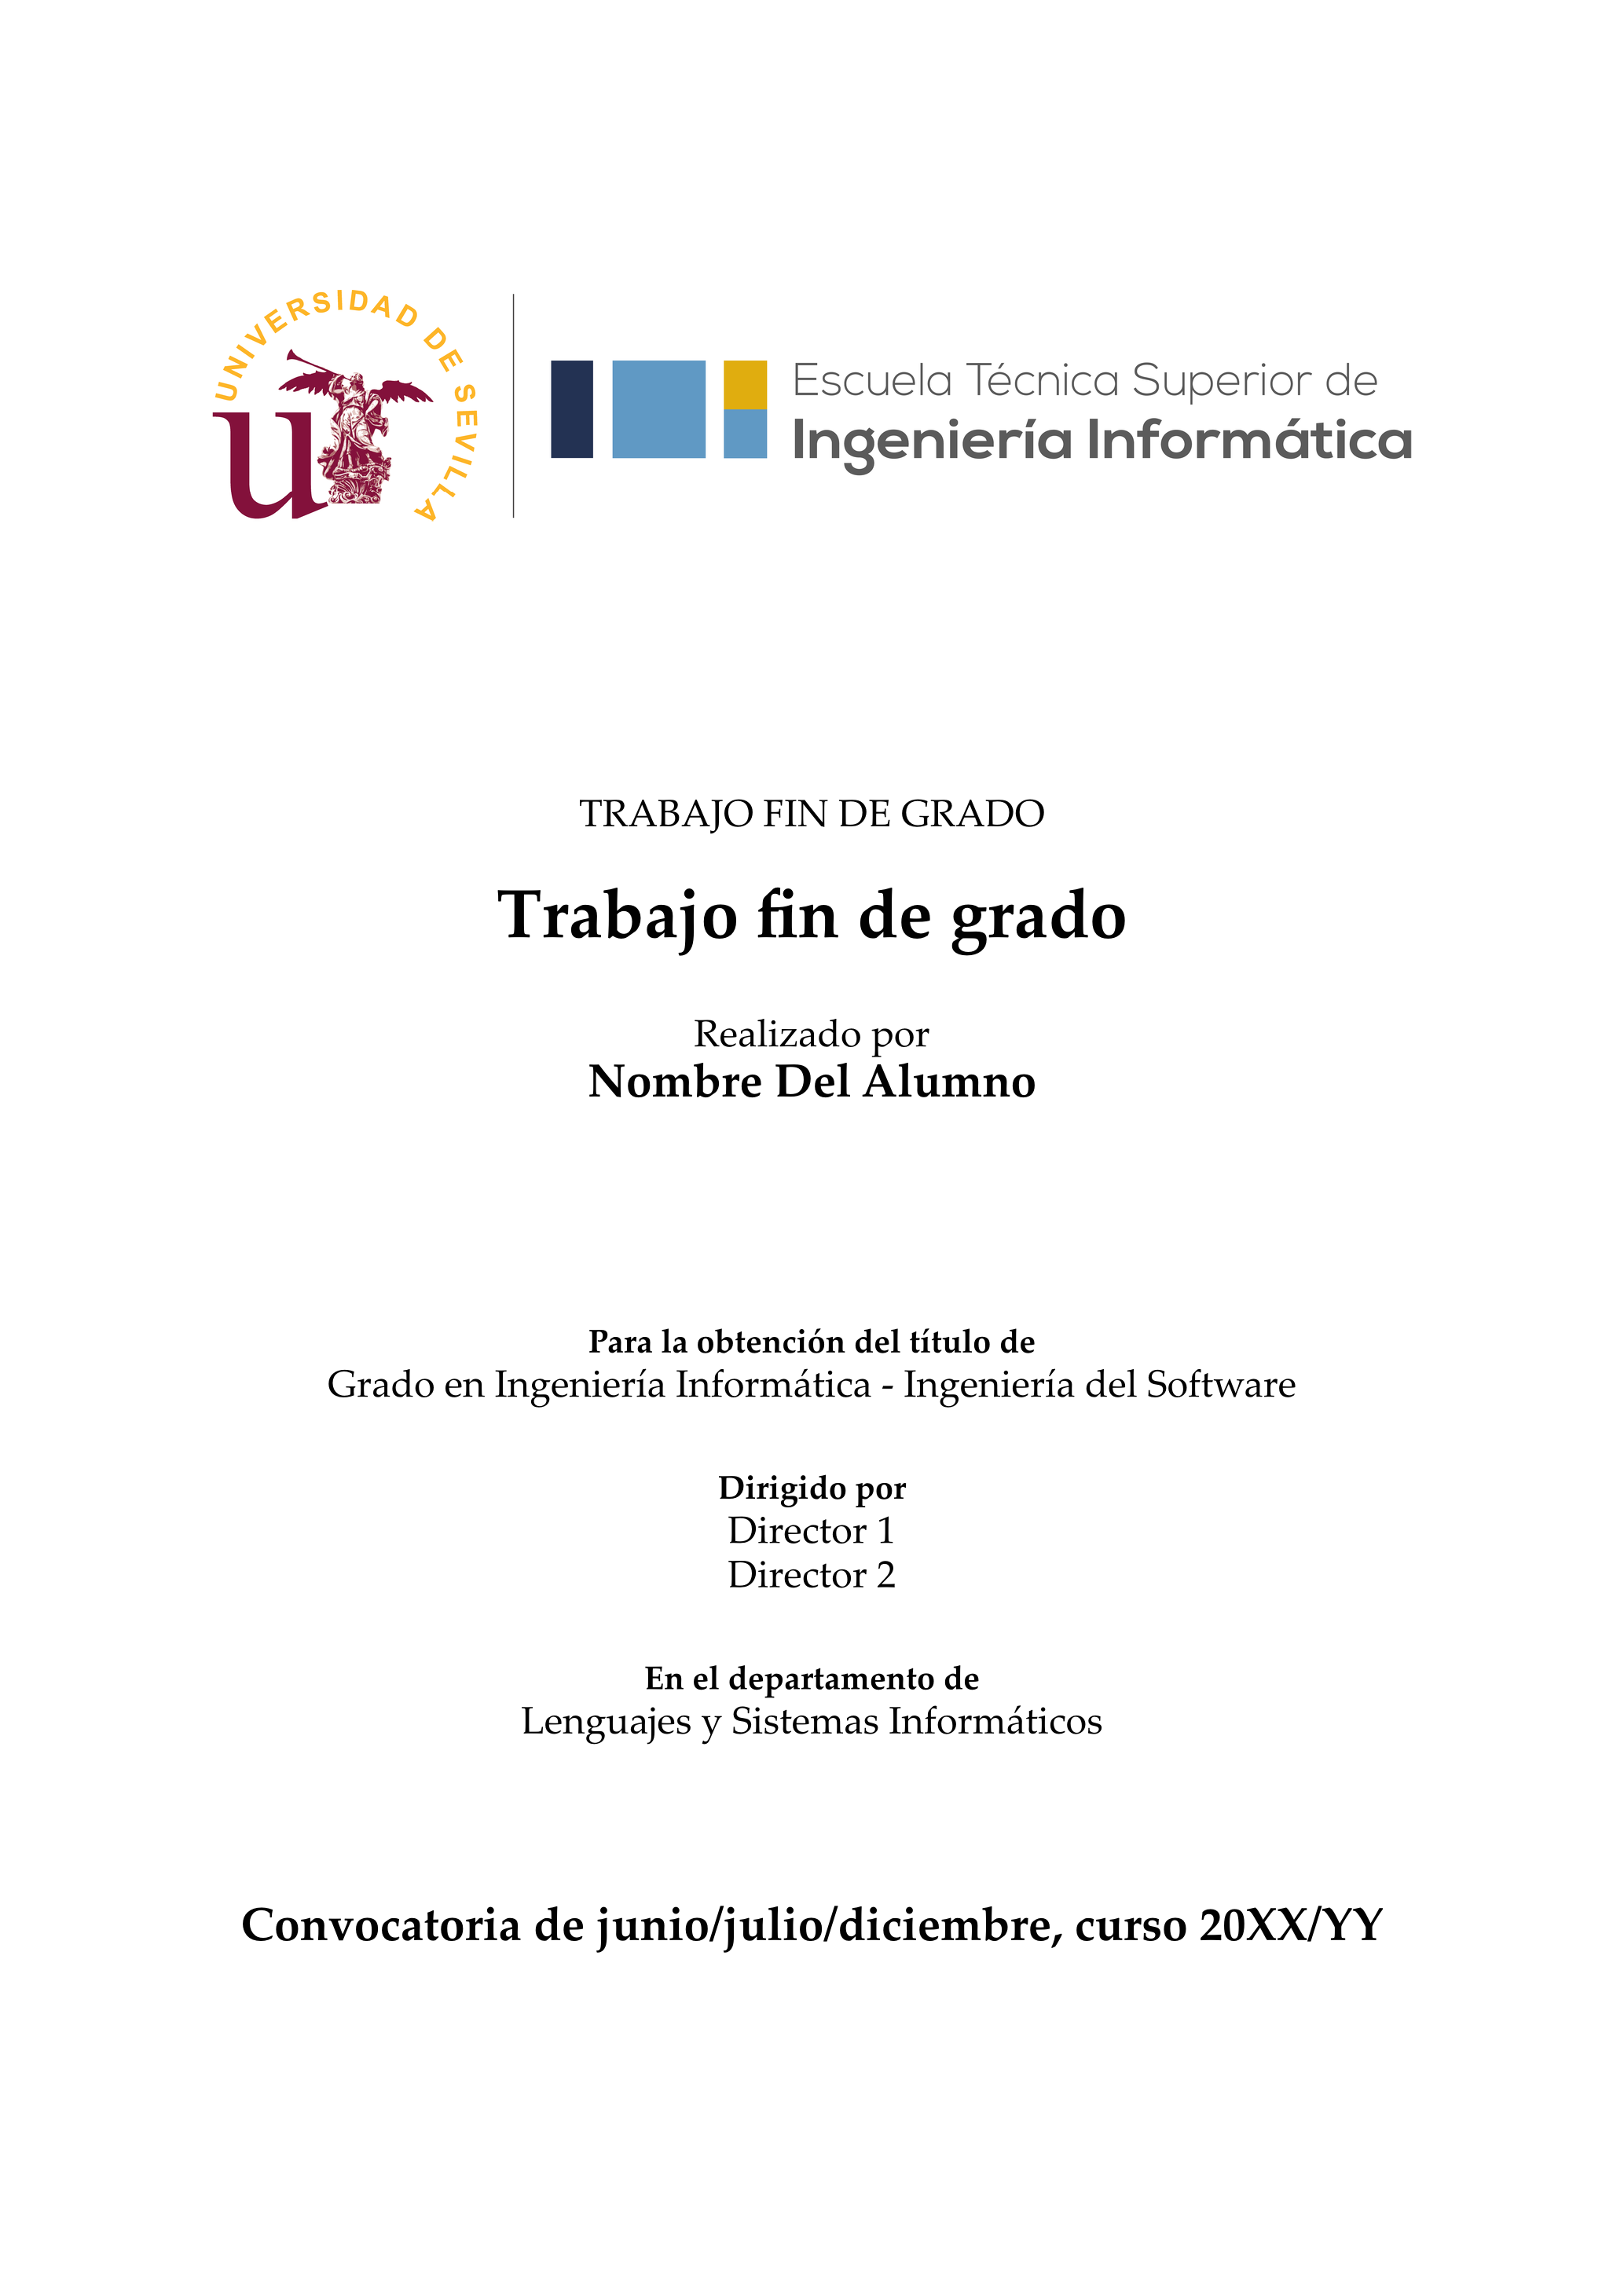 UNIVERSIDAD DE SEVILLA
u
Escuela Técnica Superior de
Ingeniería Informática
TRABAJO FIN DE GRADO
Trabajo fin de grado
Realizado por
Nombre Del Alumno
Para la obtención del título de
Grado en Ingeniería Informática - Ingeniería del Software
Dirigido por
Director 1
Director 2
En el departamento de
Lenguajes y Sistemas Informáticos
Convocatoria de junio/julio/diciembre, curso 20XX/YY